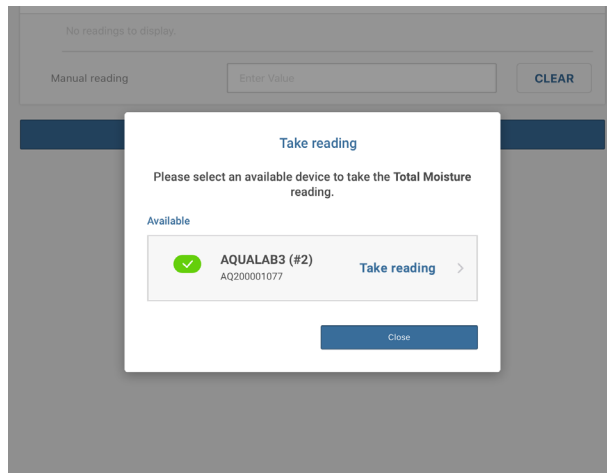 No readings to display.
Manual reading
Enter Value
CLEAR
Take reading
Please select an available device to take the Total Moisture
reading.
Available
AQUALAB3 (#2)
AQ200001077
Take reading
Close